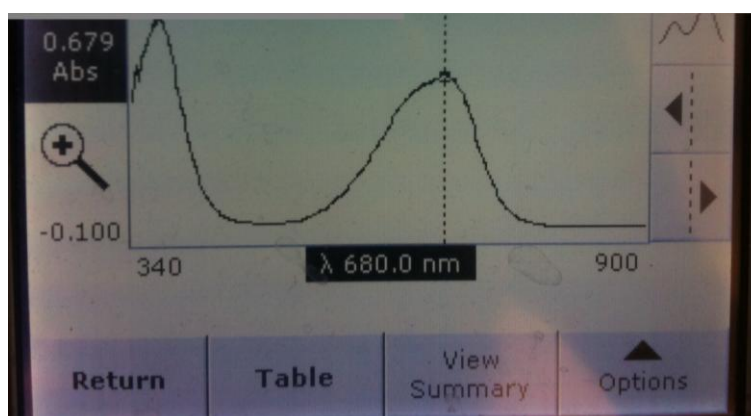 0.679
Abs
-0.100
340
λ 680.0 nm
900
Return
Table
View
Summary
Options